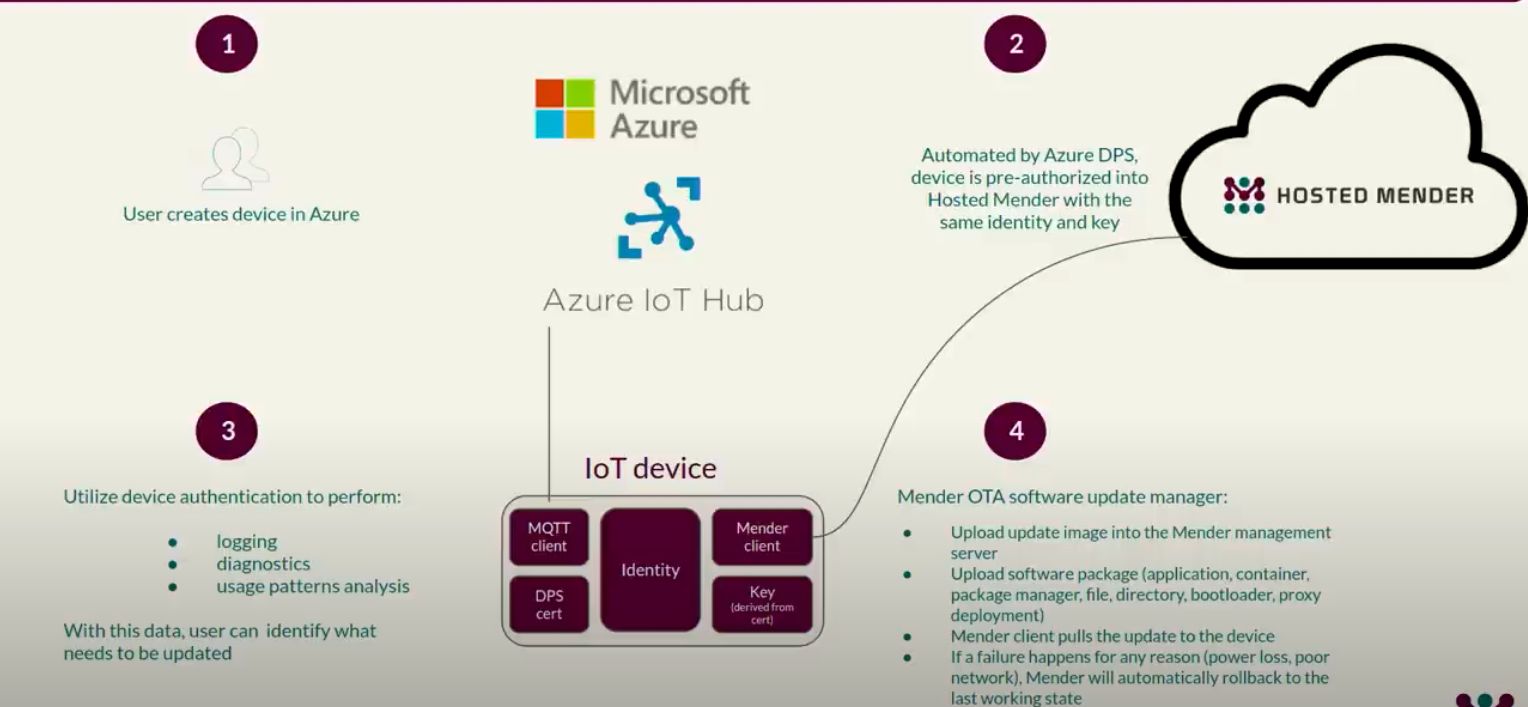 1
User creates device in Azure
Microsoft
Azure
Azure IoT Hub
2
Automated by Azure DPS,
device is pre-authorized into
Hosted Mender with the
same identity and key
HOSTED MENDER
3
Utilize device authentication to perform:
● logging
● diagnostics
● usage patterns analysis
With this data, user can identify what
needs to be updated
IoT device
MQTT
client
DPS
cert
Identity
Mender
client
Key
(derived from
cert)
4
Mender OTA software update manager:
● Upload update image into the Mender management
server
● Upload software package (application, container,
package manager, file, directory, bootloader, proxy
deployment)
● Mender client pulls the update to the device
● If a failure happens for any reason (power loss, poor
network), Mender will automatically rollback to the
last working state